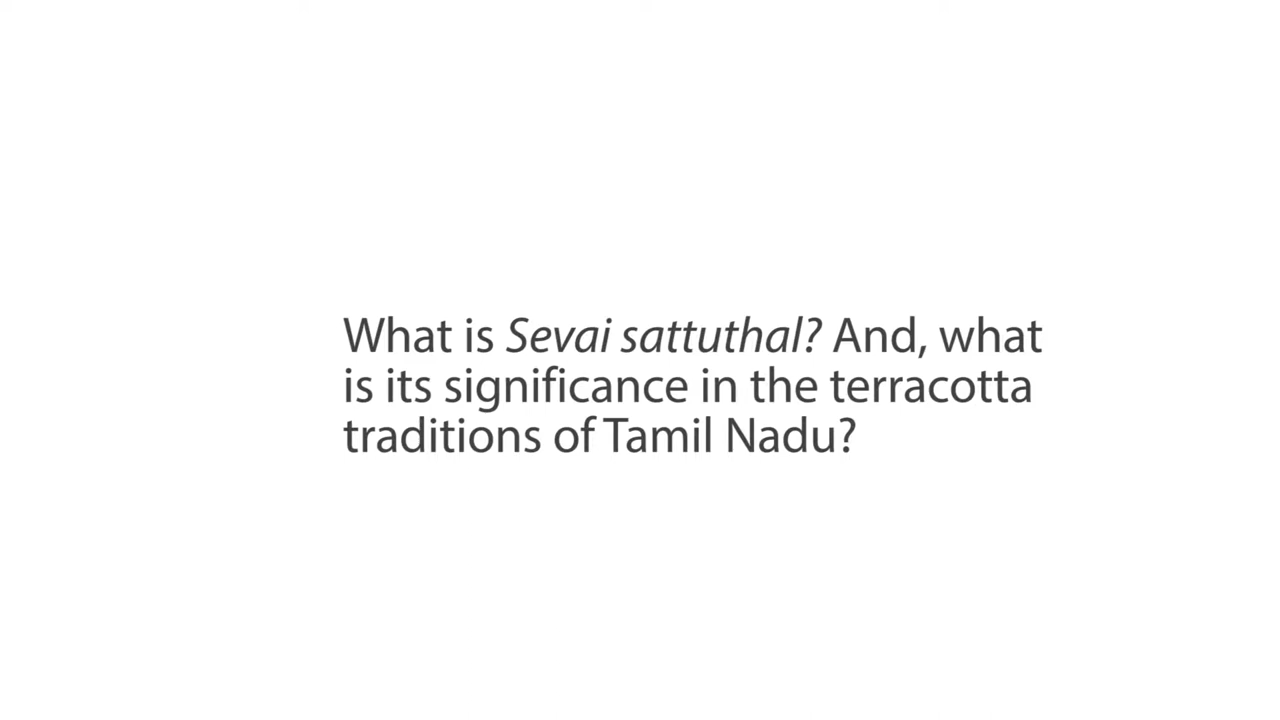 What is Sevai sattuthal? And, what
is its significance in the terracotta
traditions of Tamil Nadu?